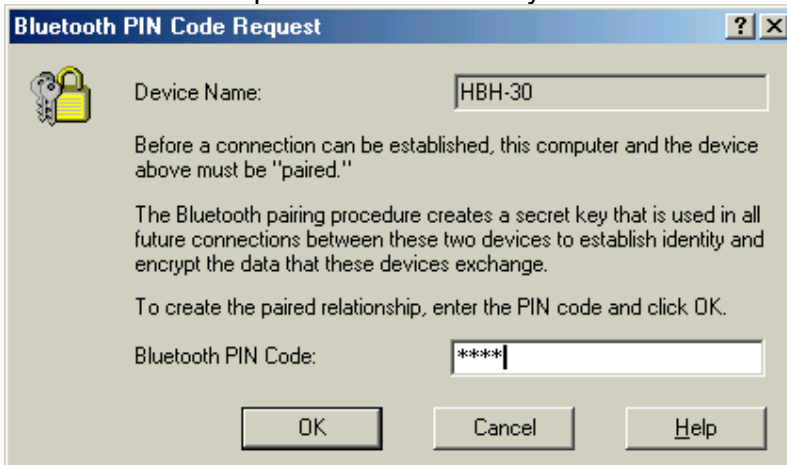 Bluetooth PIN Code Request
Device Name: HBH-30
Before a connection can be established, this computer and the device
above must be "paired."
The Bluetooth pairing procedure creates a secret key that is used in all
future connections between these two devices to establish identity and
encrypt the data that these devices exchange.
To create the paired relationship, enter the PIN code and click OK.
Bluetooth PIN Code: ****
OK Cancel Help